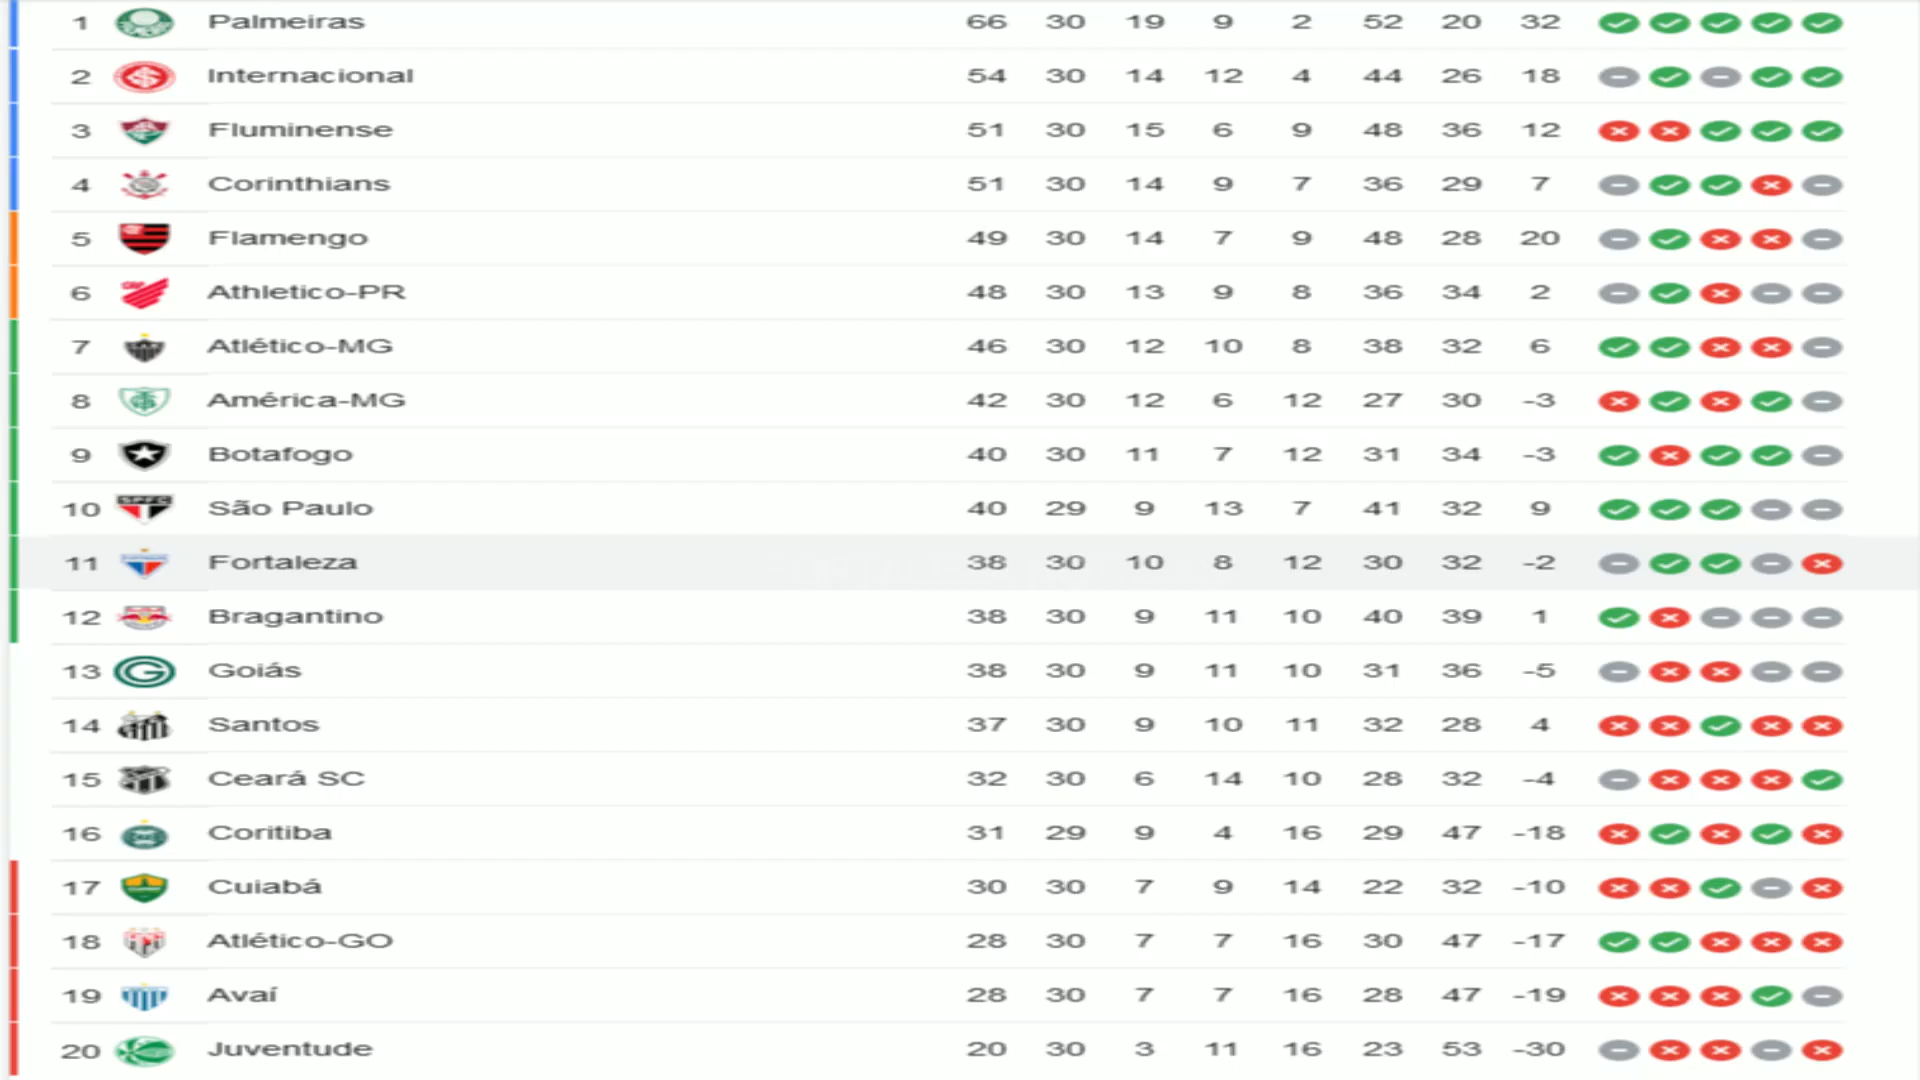 1 Palmeiras 66 30 19 9 2 52 20 32
2 Internacional 54 30 14 12 4 44 26 18
3 Fluminense 51 30 15 6 9 48 36 12
4 Corinthians 51 30 14 9 7 36 29 7
5 Flamengo 49 30 14 7 9 48 28 20
6 Athletico-PR 48 30 13 9 8 36 34 2
7 Atlético-MG 46 30 12 10 8 38 32 6
8 América-MG 42 30 12 6 12 27 30 -3
9 Botafogo 40 30 11 7 12 31 34 -3
10 São Paulo 40 29 9 13 7 41 32 9
11 Fortaleza 38 30 10 8 12 30 32 -2
12 Bragantino 38 30 9 11 10 40 39 1
13 Goiás 38 30 9 11 10 31 36 -5
14 Santos 37 30 9 10 11 32 28 4
15 Ceará SC 32 30 6 14 10 28 32 -4
16 Coritiba 31 29 9 4 16 29 47 -18
17 Cuiabá 30 30 7 9 14 22 32 -10
18 Atlético-GO 28 30 7 7 16 30 47 -17
19 Avaí 28 30 7 7 16 28 47 -19
20 Juventude 20 30 3 11 16 23 53 -30